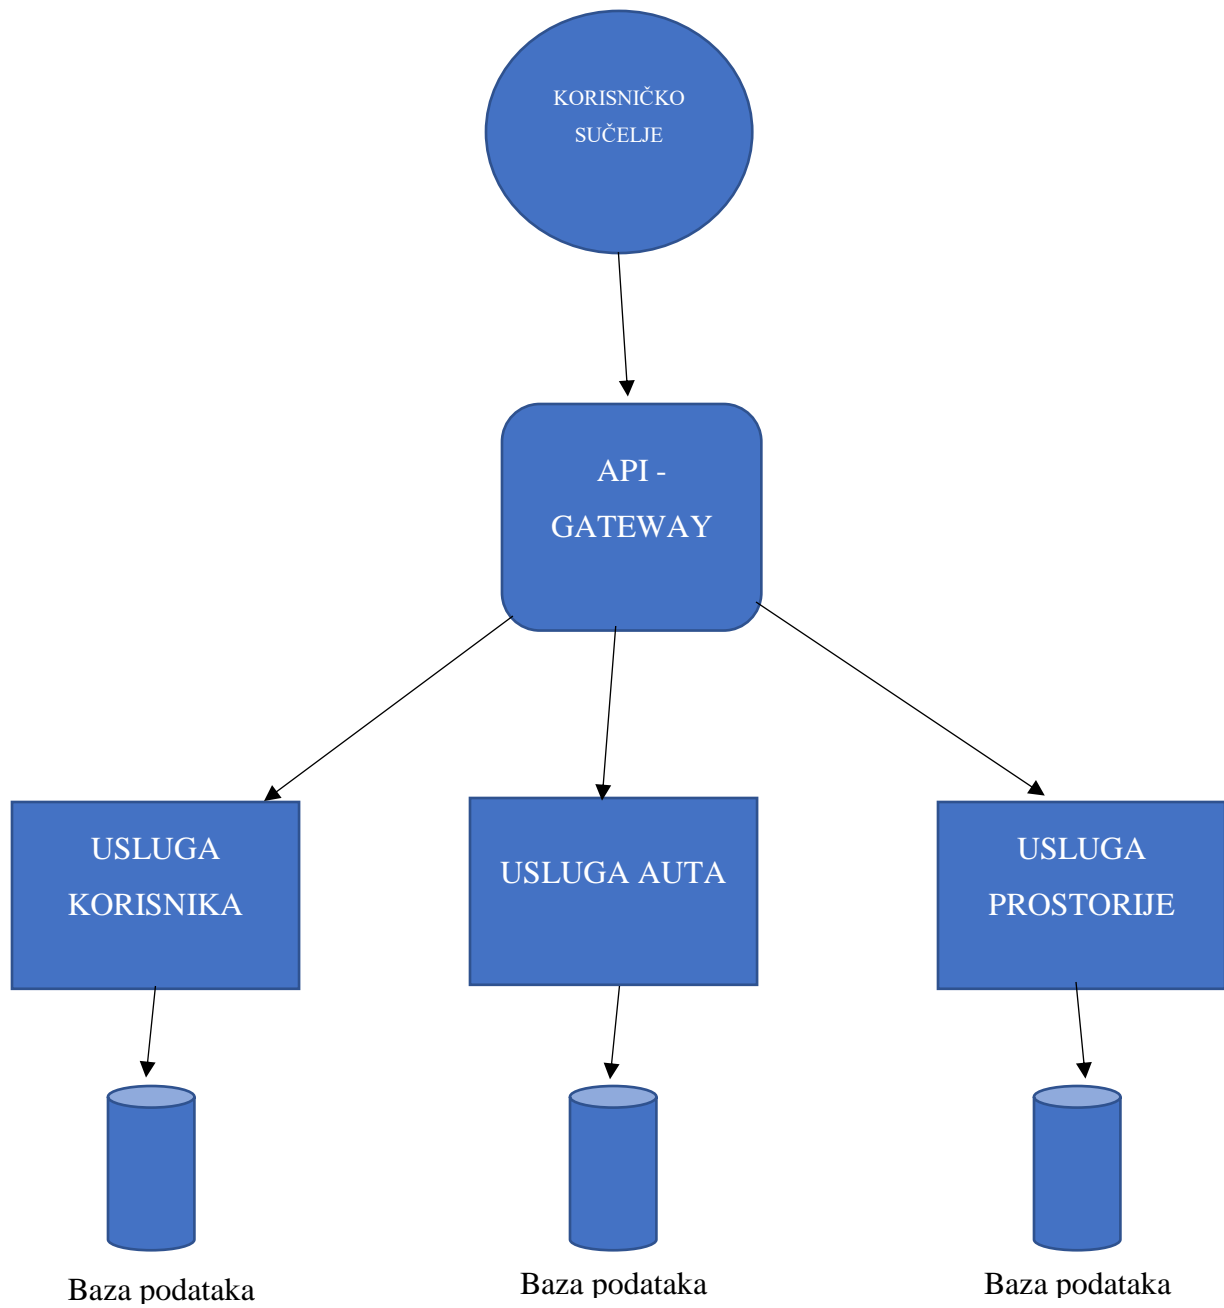 KORISNIČKO
SUČELJE
API -
GATEWAY
USLUGA
KORISNIKA
USLUGA AUTA
USLUGA
PROSTORIJE
Baza podataka
Baza podataka
Baza podataka